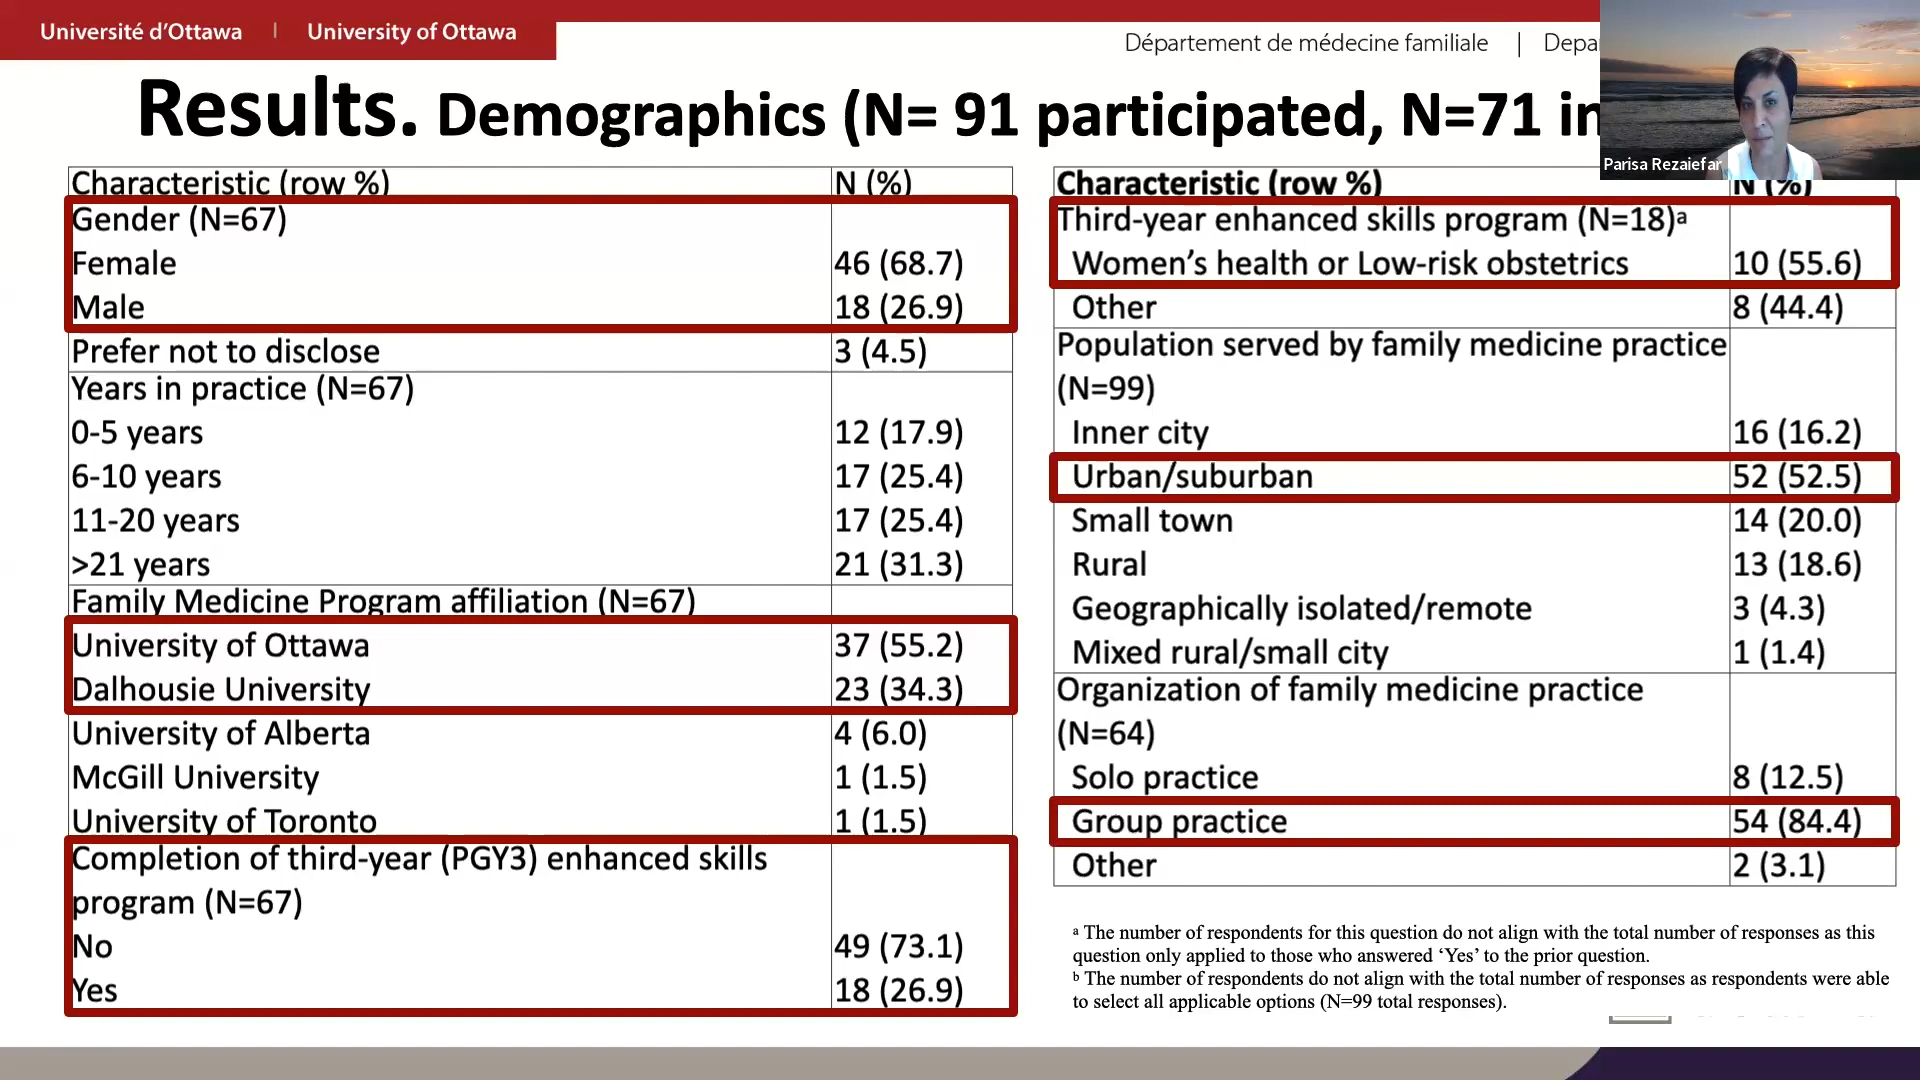 Université d'Ottawa | University of Ottawa
Département de médecine familiale |
Results. Demographics (N= 91 participated, N=71 in
Parisa Rezaiefar
Characteristic (row %) N (%)
Gender (N=67)
Female 46 (68.7)
Male 18 (26.9)
Prefer not to disclose 3 (4.5)
Years in practice (N=67)
0-5 years 12 (17.9)
6-10 years 17 (25.4)
11-20 years 17 (25.4)
>21 years 21 (31.3)
Family Medicine Program affiliation (N=67)
University of Ottawa 37 (55.2)
Dalhousie University 23 (34.3)
University of Alberta 4 (6.0)
McGill University 1 (1.5)
University of Toronto 1 (1.5)
Completion of third-year (PGY3) enhanced skills
program (N=67)
No 49 (73.1)
Yes 18 (26.9)
Characteristic (row %) N (%)
Third-year enhanced skills program (N=18)ᵃ
Women's health or Low-risk obstetrics 10 (55.6)
Other 8 (44.4)
Population served by family medicine practice
(N=99)
Inner city 16 (16.2)
Urban/suburban 52 (52.5)
Small town 14 (20.0)
Rural 13 (18.6)
Geographically isolated/remote 3 (4.3)
Mixed rural/small city 1 (1.4)
Organization of family medicine practice
(N=64)
Solo practice 8 (12.5)
Group practice 54 (84.4)
Other 2 (3.1)
ᵃ The number of respondents for this question do not align with the total number of responses as this
question only applied to those who answered 'Yes' to the prior question.
ᵇ The number of respondents do not align with the total number of responses as respondents were able
to select all applicable options (N=99 total responses).